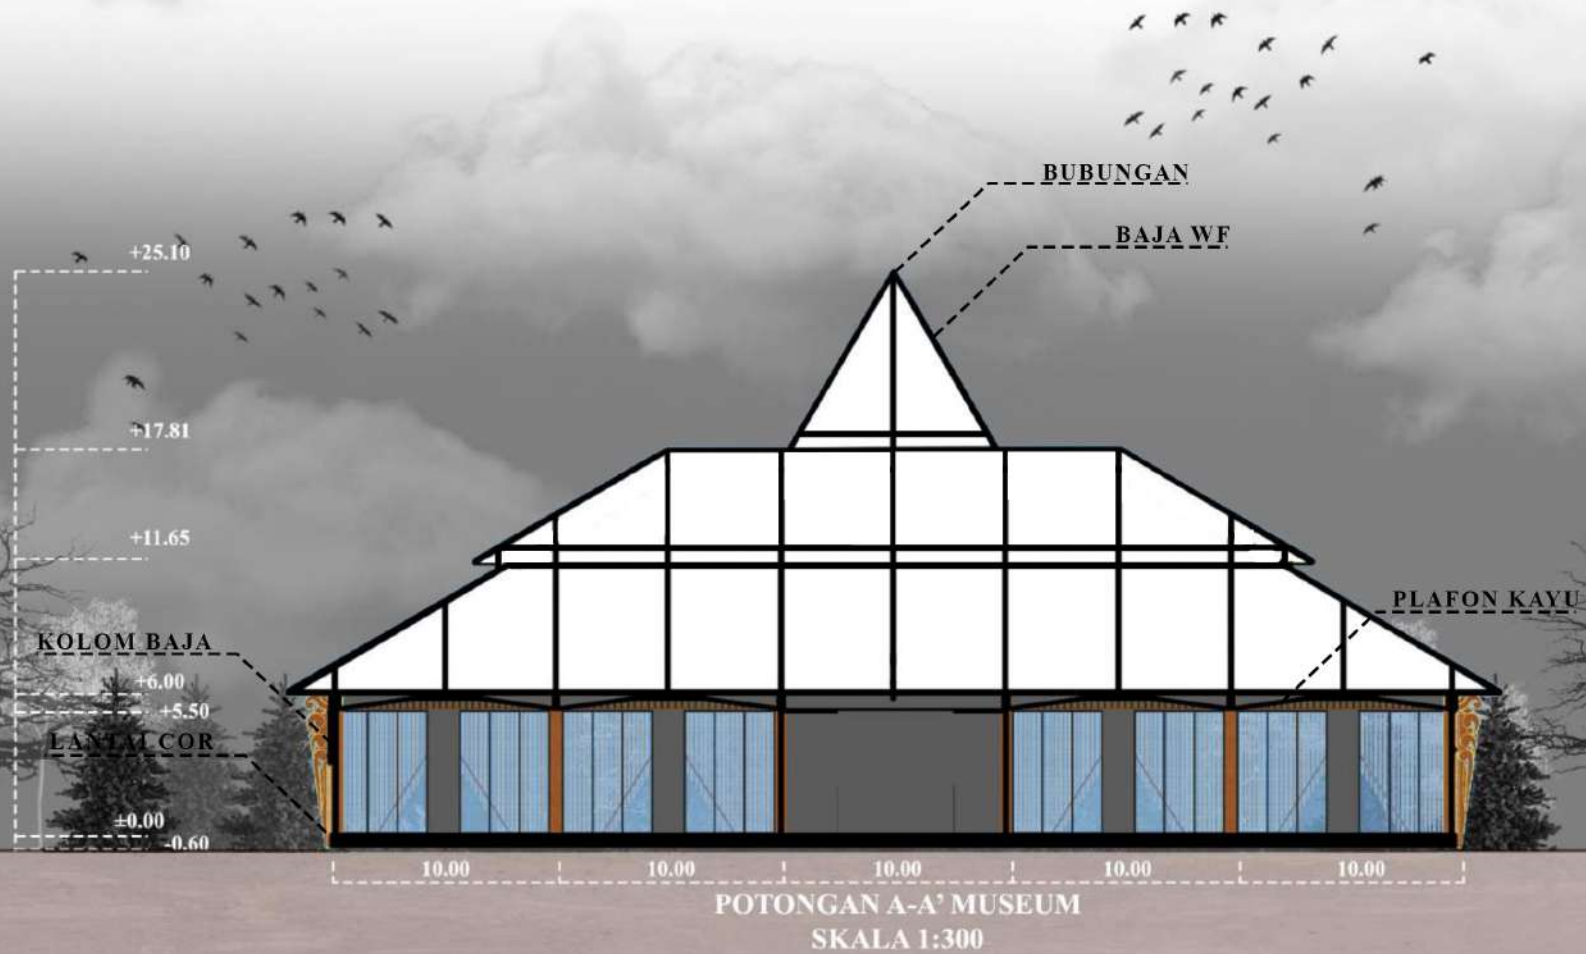 BUBUNGAN
BAJA WF
+25.10
+17.81
+11.65
PLAFON KAYU
KOLOM BAJA
+6.00
+5.50
LANTAI COR
±0.00
-0.60
10.00 10.00 10.00 10.00 10.00
POTONGAN A-A’ MUSEUM
SKALA 1:300